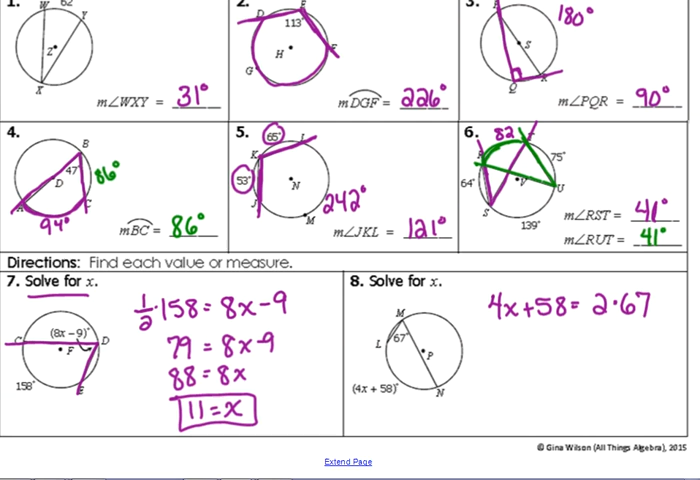 1.
W
62
Y
Z
X
m∠WXY = 31°
2.
D
E
113°
H
F
G
mDGF = 226°
3.
180°
S
R
Q
m∠PQR = 90°
4.
B
47°
D
86°
A
C
94°
mBC = 86°
5.
65°
K
L
53°
N
J
M
242°
m∠JKL = 121°
6.
82
R
T
75°
64°
V
U
S
139°
m∠RST = 41°
m∠RUT = 41°
Directions: Find each value or measure.
7. Solve for x.
(8x – 9)°
C
D
F
E
158°
½·158 = 8x – 9
79 = 8x-9
88 = 8x
11 = x
8. Solve for x.
M
L
67°
P
(4x + 58)°
N
4x + 58 = 2·67
© Gina Wilson (All Things Algebra), 2015
Extend Page